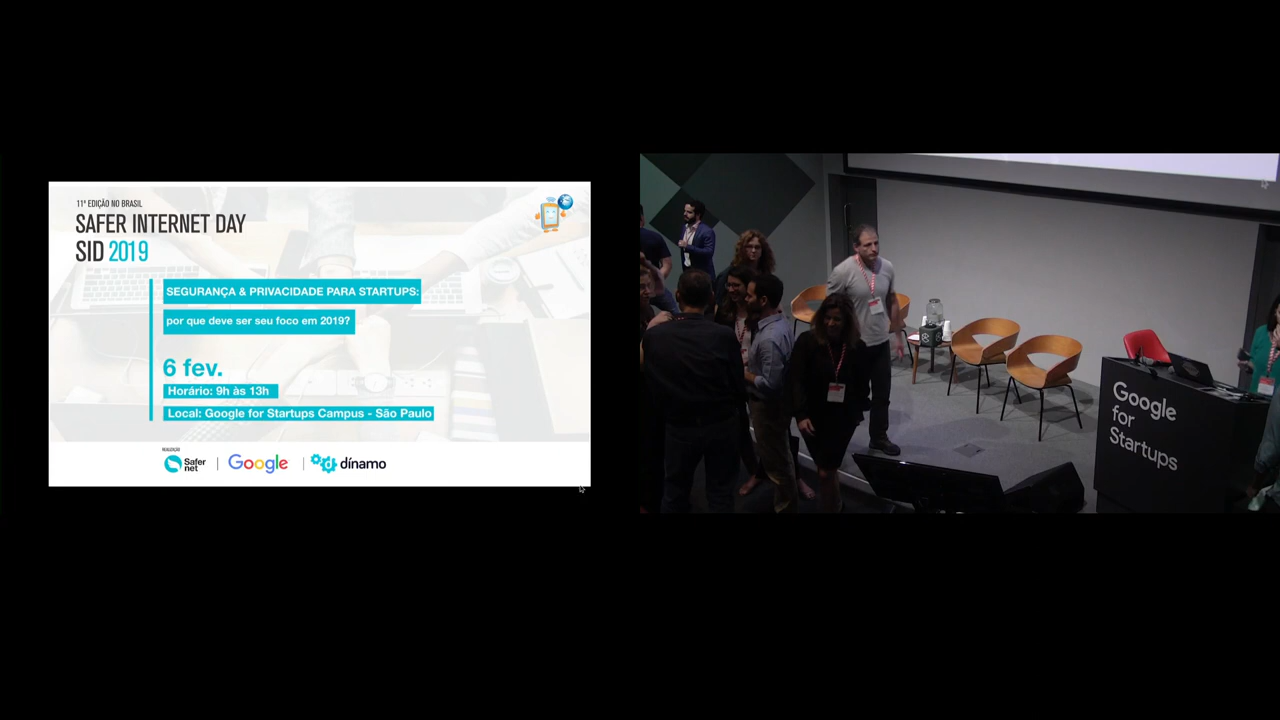 11ª EDIÇÃO NO BRASIL
SAFER INTERNET DAY
SID 2019
SEGURANÇA & PRIVACIDADE PARA STARTUPS:
por que deve ser seu foco em 2019?
6 fev.
Horário: 9h às 13h
Local: Google for Startups Campus - São Paulo
REALIZAÇÃO
Safer
net
Google
dínamo
Google
for
Startups